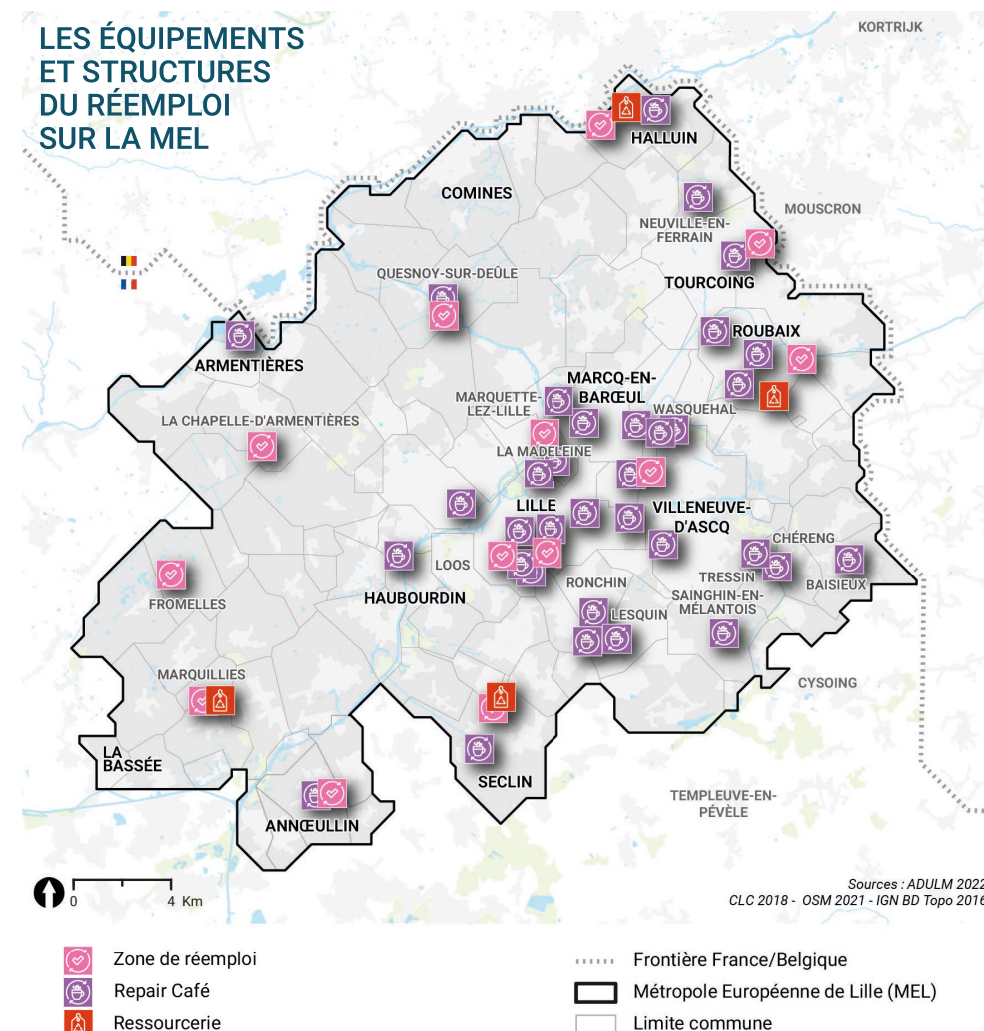 LES ÉQUIPEMENTS
ET STRUCTURES
DU RÉEMPLOI
SUR LA MEL
KORTRIJK
HALLUIN
COMINES
MOUSCRON
NEUVILLE-EN-
FERRAIN
QUESNOY-SUR-DEÛLE
TOURCOING
ROUBAIX
ARMENTIÈRES
MARCQ-EN-
BARŒUL
MARQUETTE-
LEZ-LILLE
WASQUEHAL
LA CHAPELLE-D'ARMENTIÈRES
LA MADELEINE
LILLE
VILLENEUVE-
D'ASCQ
CHÉRENG
LOOS
RONCHIN
TRESSIN
BAISIEUX
HAUBOURDIN
SAINGHIN-EN-
MÉLANTOIS
FROMELLES
LESQUIN
MARQUILLIES
CYSOING
LA
BASSÉE
SECLIN
TEMPLEUVE-EN-
PÉVÈLE
ANNŒULLIN
0 4 Km
Sources : ADULM 2022
CLC 2018 - OSM 2021 - IGN BD Topo 2016
Zone de réemploi
Repair Café
Ressourcerie
Frontière France/Belgique
Métropole Européenne de Lille (MEL)
Limite commune